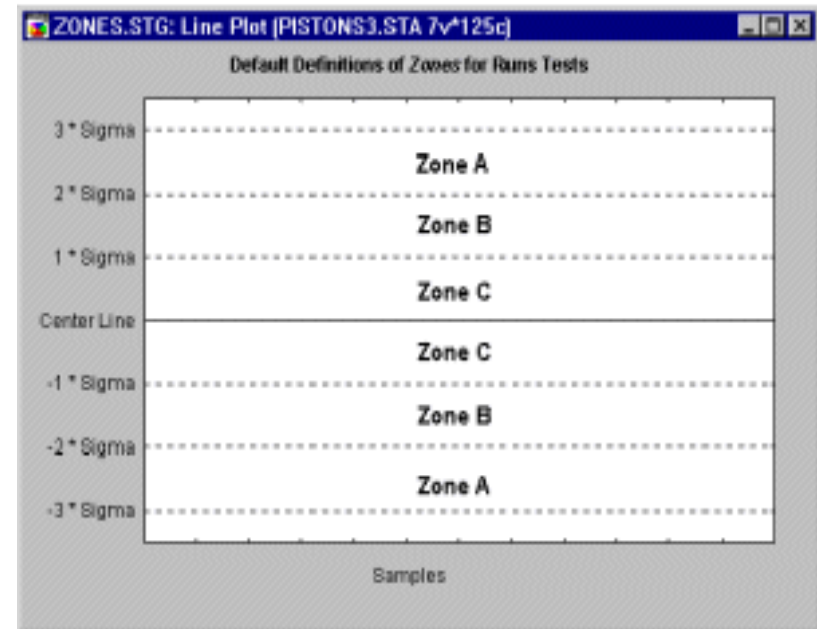 ZONES.STG: Line Plot (PISTONS3.STA 7v*125c)
Default Definitions of Zones for Runs Tests
3 * Sigma
Zone A
2 * Sigma
Zone B
1 * Sigma
Zone C
Center Line
Zone C
-1 * Sigma
Zone B
-2 * Sigma
Zone A
-3 * Sigma
Samples